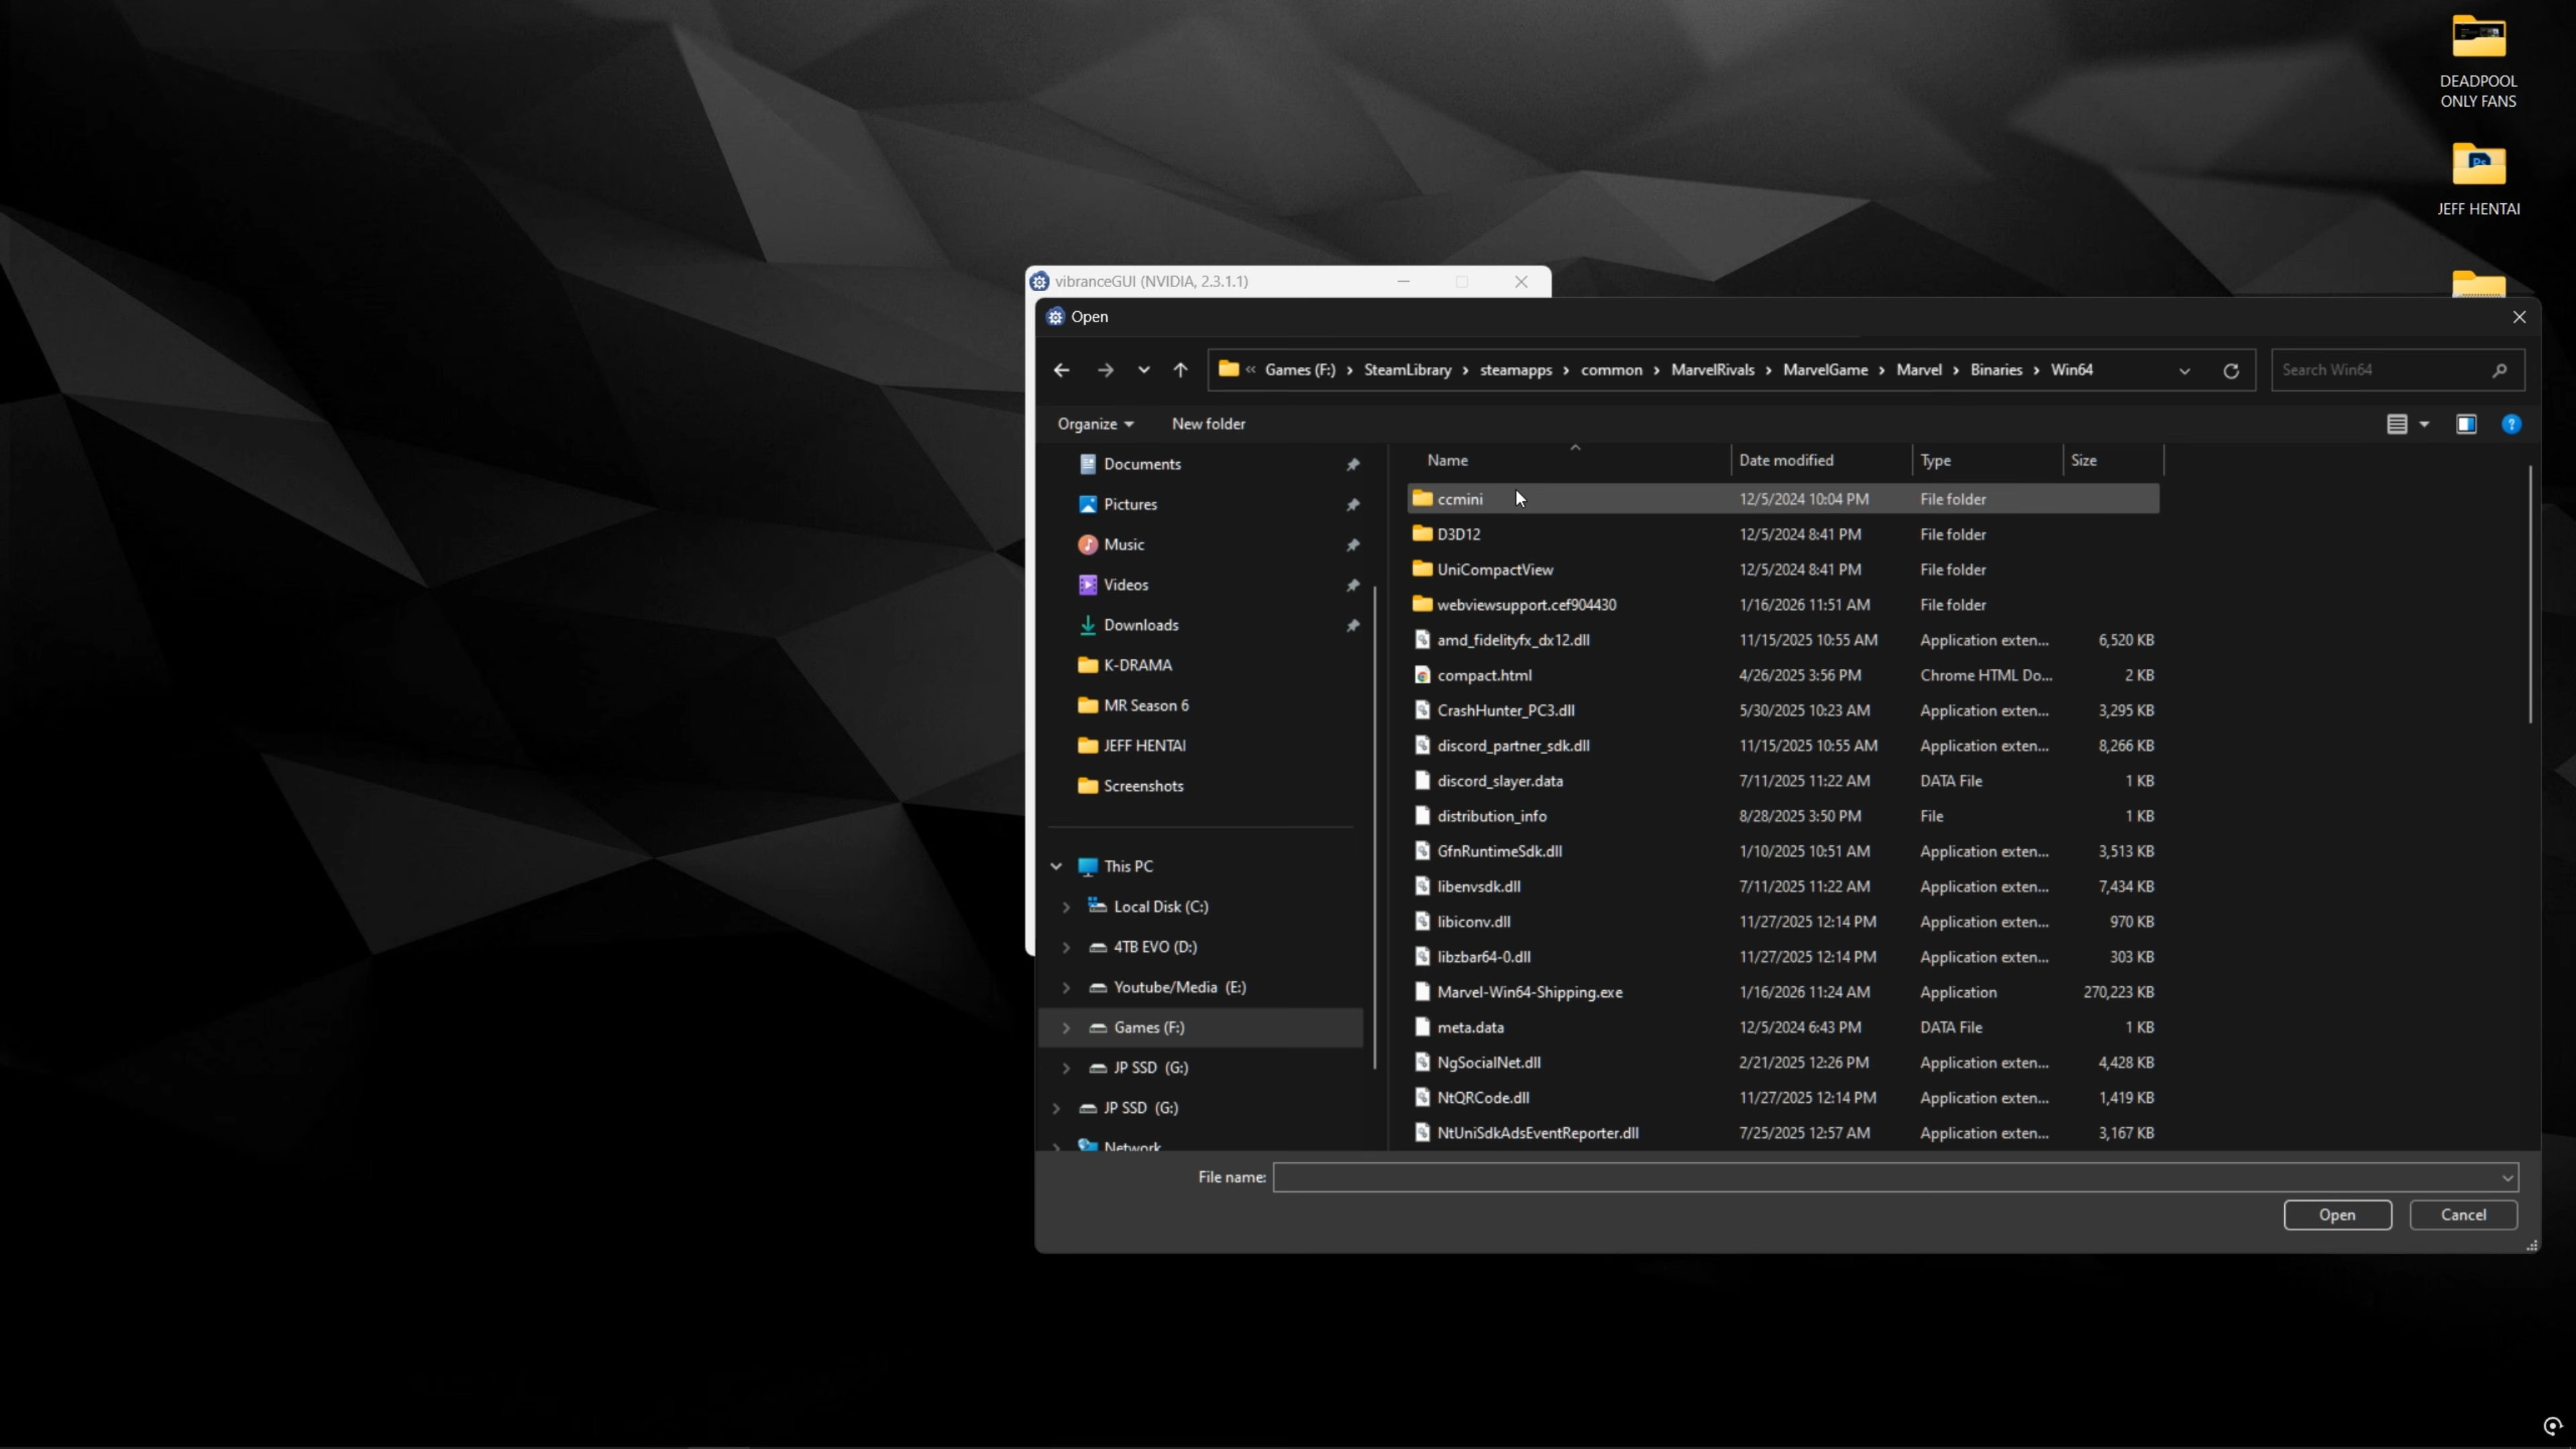 DEADPOOL
ONLY FANS
Ps
JEFF HENTAI
vibranceGUI (NVIDIA, 2.3.1.1)
Open
« Games (F:) › SteamLibrary › steamapps › common › MarvelRivals › MarvelGame › Marvel › Binaries › Win64
Search Win64
Organize
New folder
Documents
Pictures
Music
Videos
Downloads
K-DRAMA
MR Season 6
JEFF HENTAI
Screenshots
This PC
Local Disk (C:)
4TB EVO (D:)
Youtube/Media (E:)
Games (F:)
JP SSD (G:)
JP SSD (G:)
Network
Name Date modified Type Size
ccmini 12/5/2024 10:04 PM File folder
D3D12 12/5/2024 8:41 PM File folder
UniCompactView 12/5/2024 8:41 PM File folder
webviewsupport.cef904430 1/16/2026 11:51 AM File folder
amd_fidelityfx_dx12.dll 11/15/2025 10:55 AM Application exten... 6,520 KB
compact.html 4/26/2025 3:56 PM Chrome HTML Do... 2 KB
CrashHunter_PC3.dll 5/30/2025 10:23 AM Application exten... 3,295 KB
discord_partner_sdk.dll 11/15/2025 10:55 AM Application exten... 8,266 KB
discord_slayer.data 7/11/2025 11:22 AM DATA File 1 KB
distribution_info 8/28/2025 3:50 PM File 1 KB
GfnRuntimeSdk.dll 1/10/2025 10:51 AM Application exten... 3,513 KB
libenvsdk.dll 7/11/2025 11:22 AM Application exten... 7,434 KB
libiconv.dll 11/27/2025 12:14 PM Application exten... 970 KB
libzbar64-0.dll 11/27/2025 12:14 PM Application exten... 303 KB
Marvel-Win64-Shipping.exe 1/16/2026 11:24 AM Application 270,223 KB
meta.data 12/5/2024 6:43 PM DATA File 1 KB
NgSocialNet.dll 2/21/2025 12:26 PM Application exten... 4,428 KB
NtQRCode.dll 11/27/2025 12:14 PM Application exten... 1,419 KB
NtUniSdkAdsEventReporter.dll 7/25/2025 12:57 AM Application exten... 3,167 KB
File name:
Open
Cancel